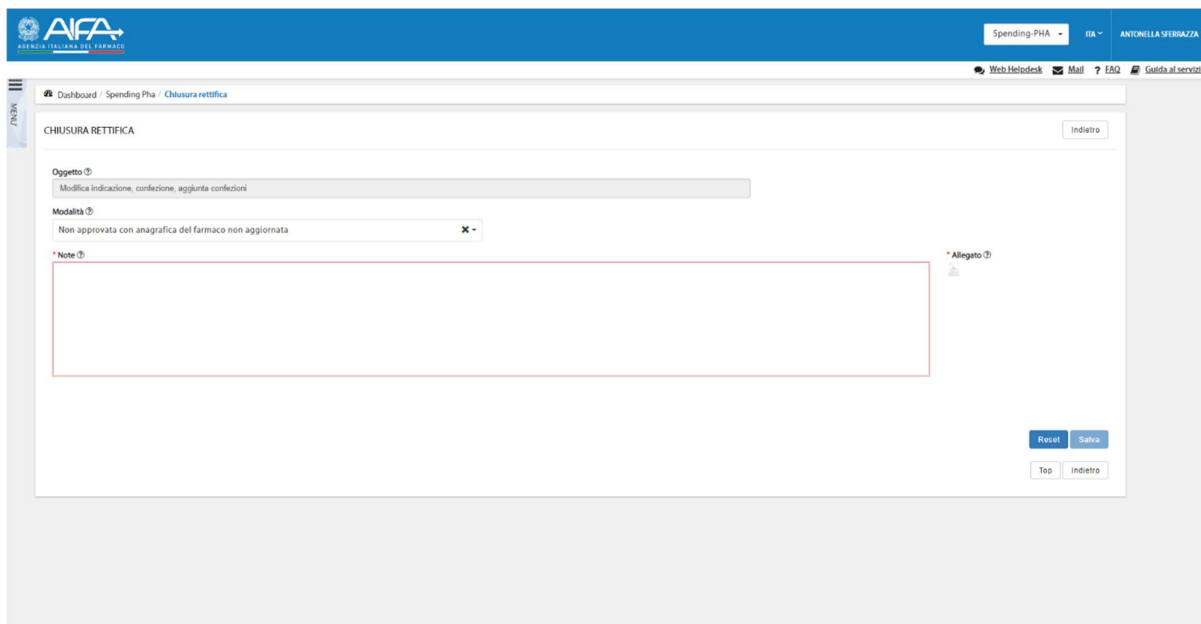 AIFA
AGENZIA ITALIANA DEL FARMACO
Spending-PHA
ITA
ANTONELLA SFERRAZZA
Web Helpdesk Mail ? FAQ Guida al servizi
MENU'
Dashboard / Spending Pha / Chiusura rettifica
CHIUSURA RETTIFICA
Indietro
Oggetto ?
Modifica indicazione, confezione, aggiunta confezioni
Modalità ?
Non approvata con anagrafica del farmaco non aggiornata
* Note ?
* Allegato ?
Reset Salva
Top Indietro